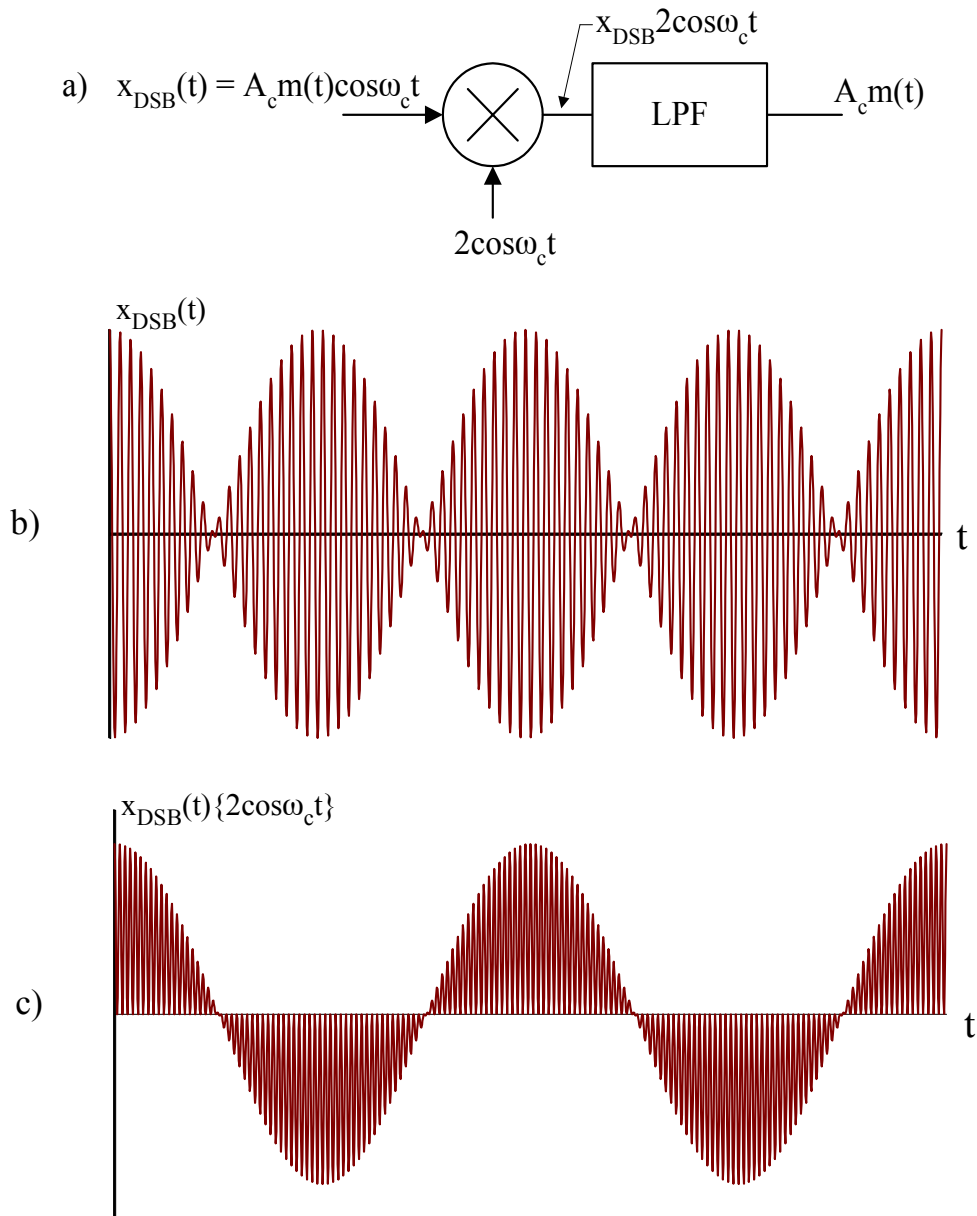 x_DSB2cosω_ct
a) x_DSB(t) = A_cm(t)cosω_ct
LPF
A_cm(t)
2cosω_ct
x_DSB(t)
b)
t
x_DSB(t){2cosω_ct}
c)
t